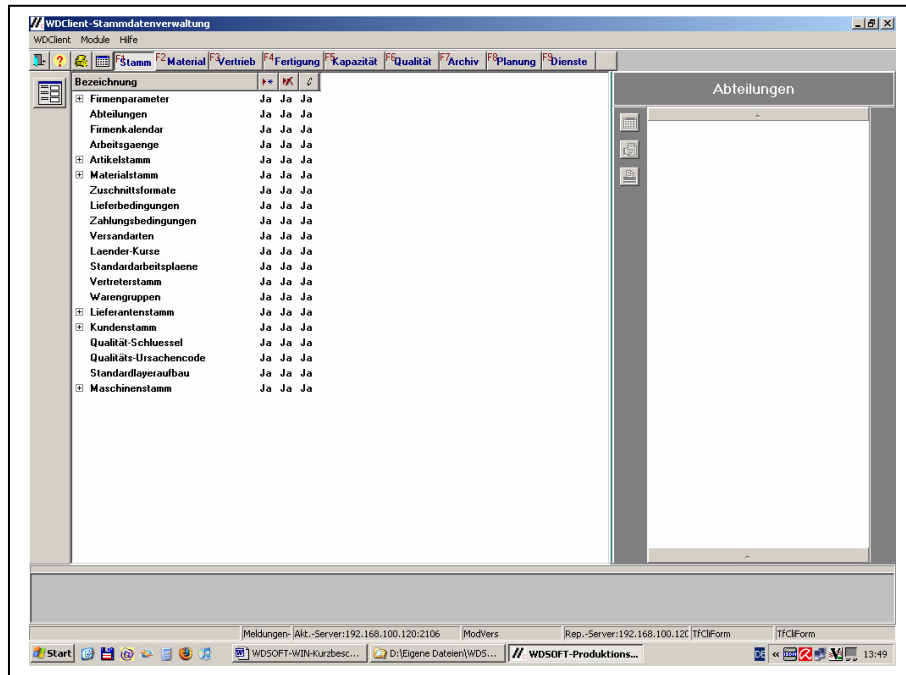 WDClient-Stammdatenverwaltung
WDClient Module Hilfe
F1Stamm F2Material F3Vertrieb F4Fertigung F5Kapazität F6Qualität F7Archiv F8Planung F9Dienste
Bezeichnung
Abteilungen
Firmenparameter Ja Ja Ja
Abteilungen Ja Ja Ja
Firmenkalendar Ja Ja Ja
Arbeitsgaenge Ja Ja Ja
Artikelstamm Ja Ja Ja
Materialstamm Ja Ja Ja
Zuschnittsformate Ja Ja Ja
Lieferbedingungen Ja Ja Ja
Zahlungsbedingungen Ja Ja Ja
Versandarten Ja Ja Ja
Laender-Kurse Ja Ja Ja
Standardarbeitsplaene Ja Ja Ja
Vertreterstamm Ja Ja Ja
Warengruppen Ja Ja Ja
Lieferantenstamm Ja Ja Ja
Kundenstamm Ja Ja Ja
Qualität-Schluessel Ja Ja Ja
Qualitäts-Ursachencode Ja Ja Ja
Standardlayeraufbau Ja Ja Ja
Maschinenstamm Ja Ja Ja
Meldungen- Akt.-Server:192.168.100.120:2106 ModVers Rep.-Server:192.168.100.120 TfCliForm TfCliForm
Start WDSOFT-WIN-Kurzbesc... D:\Eigene Dateien\WDS... WDSOFT-Produktions... DE « 13:49